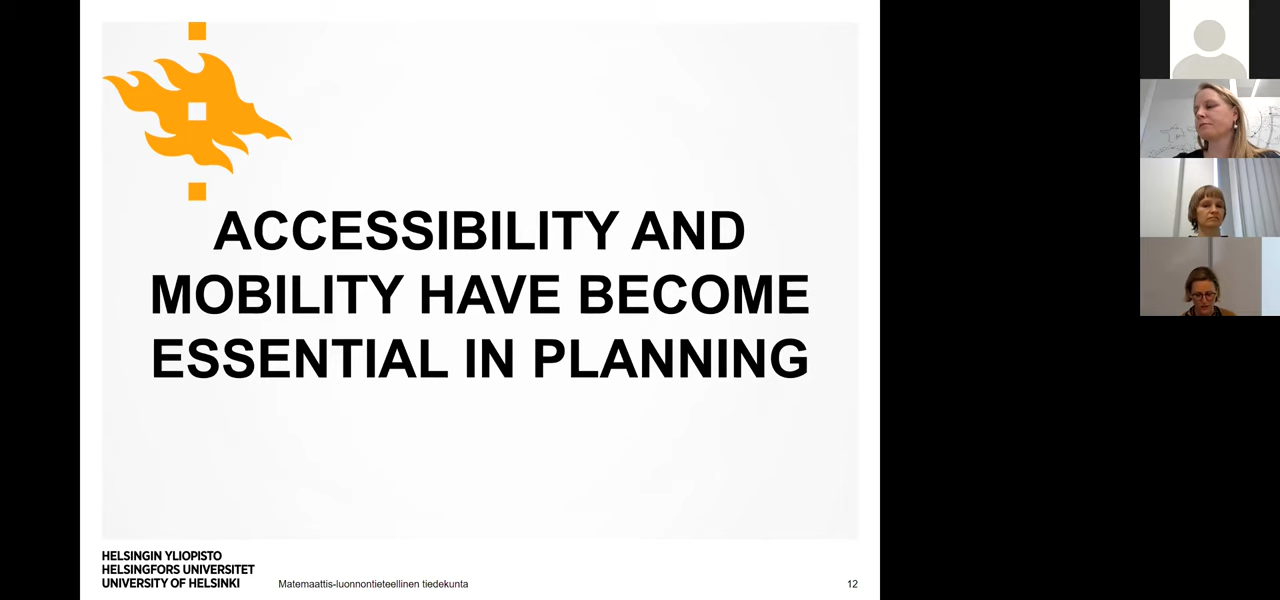 ACCESSIBILITY AND
MOBILITY HAVE BECOME
ESSENTIAL IN PLANNING
HELSINGIN YLIOPISTO
HELSINGFORS UNIVERSITET
UNIVERSITY OF HELSINKI
Matemaattis-luonnontieteellinen tiedekunta
12